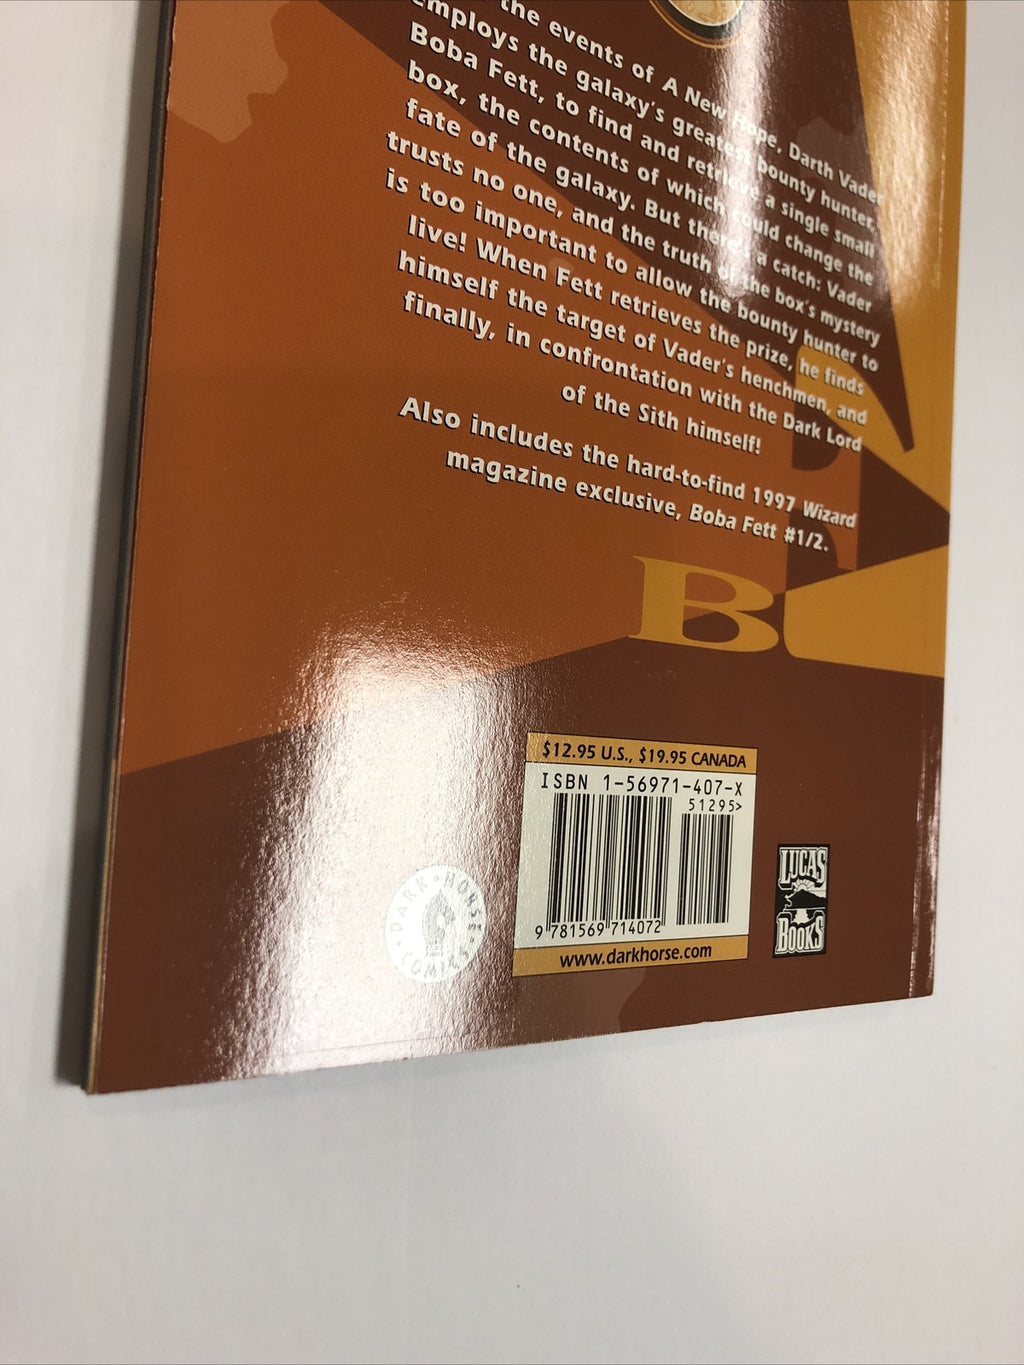 the events of A New Hope, Darth Vader
employs the galaxy's greatest bounty hunter,
Boba Fett, to find and retrieve a single small
box, the contents of which could change the
fate of the galaxy. But there's a catch: Vader
trusts no one, and the truth of the box's mystery
is too important to allow the bounty hunter to
live! When Fett retrieves the prize, he finds
himself the target of Vader's henchmen, and
finally, in confrontation with the Dark Lord
of the Sith himself!
Also includes the hard-to-find 1997 Wizard
magazine exclusive, Boba Fett #1/2.
B
$12.95 U.S., $19.95 CANADA
ISBN 1-56971-407-X
51295>
9 781569 714072
www.darkhorse.com
DARK HORSE COMICS
LUCAS
BOOKS